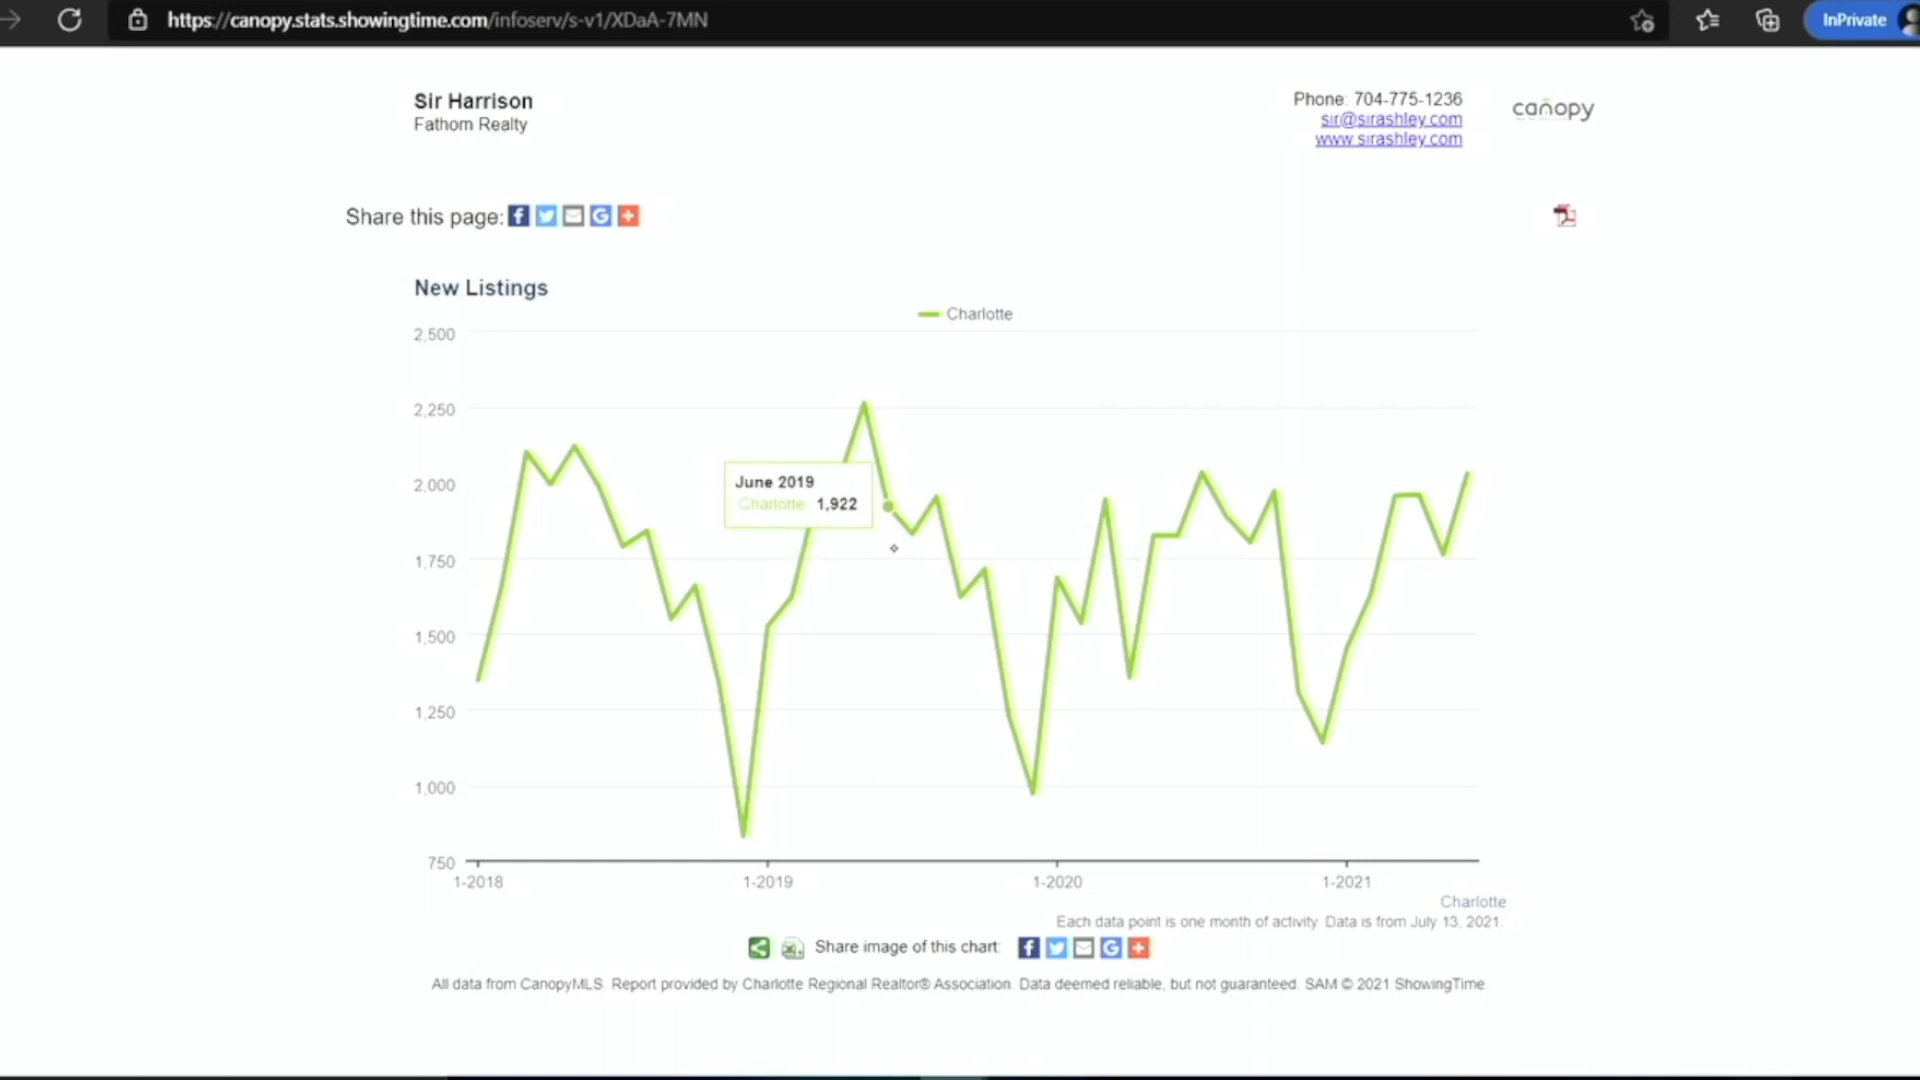 https://canopy.stats.showingtime.com/infoserv/s-v1/XDaA-7MN
InPrivate
Sir Harrison
Fathom Realty
Phone: 704-775-1236
sir@sirashley.com
www.sirashley.com
canopy
Share this page:
New Listings
Charlotte
2,500
2,250
2,000
1,750
1,500
1,250
1,000
750
June 2019
Charlotte 1,922
1-2018
1-2019
1-2020
1-2021
Charlotte
Each data point is one month of activity. Data is from July 13, 2021.
Share image of this chart:
All data from CanopyMLS. Report provided by Charlotte Regional Realtor® Association. Data deemed reliable, but not guaranteed. SAM © 2021 ShowingTime.